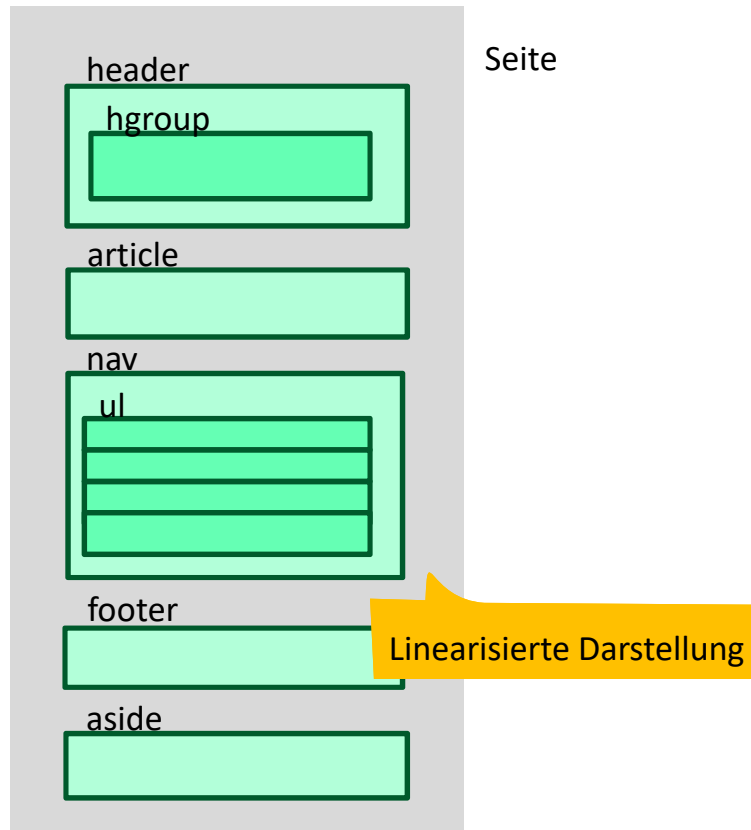 Seite
header
hgroup
article
nav
ul
footer
Linearisierte Darstellung
aside